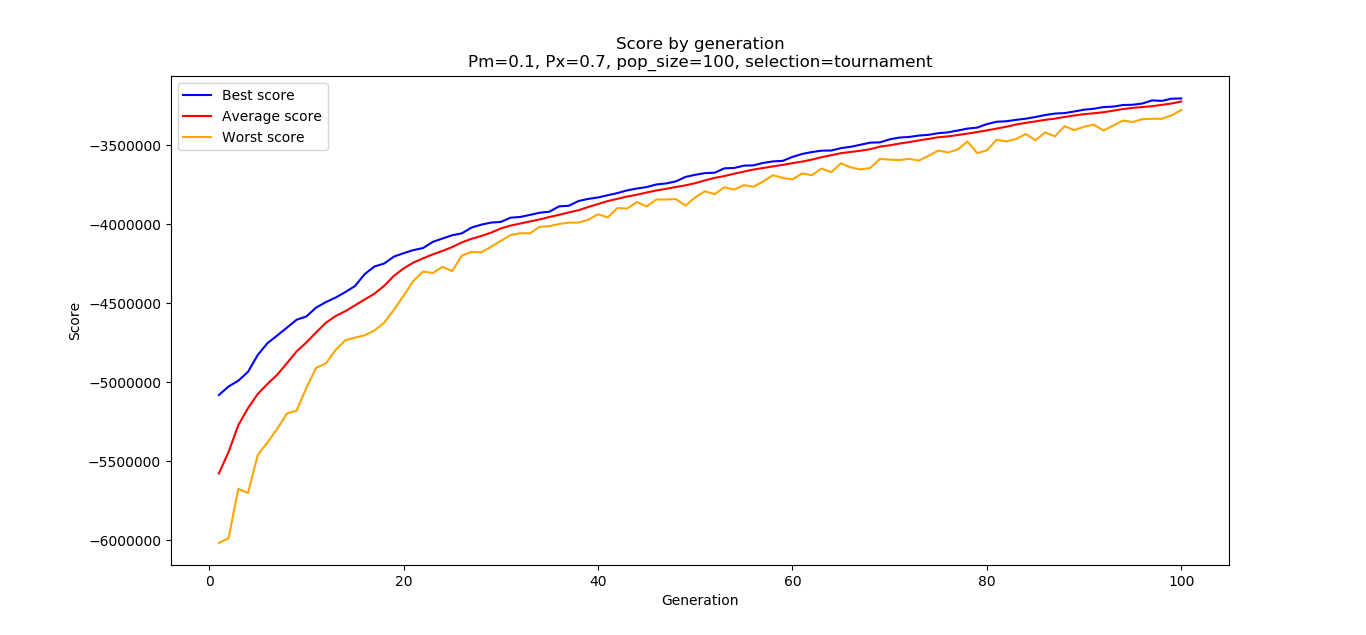 Score by generation
Pm=0.1, Px=0.7, pop_size=100, selection=tournament
Best score
Average score
Worst score
−3500000
−4000000
−4500000
−5000000
−5500000
−6000000
Score
0 20 40 60 80 100
Generation